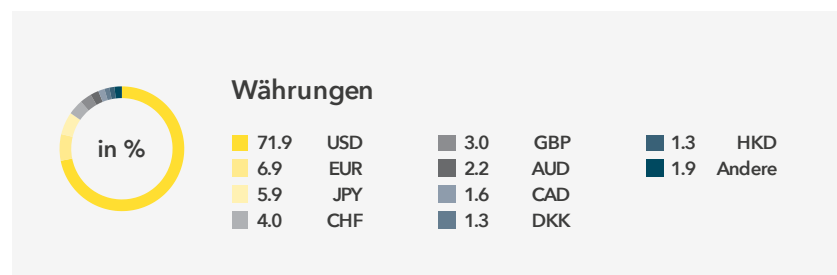 Währungen
in %
71.9 USD
6.9 EUR
5.9 JPY
4.0 CHF
3.0 GBP
2.2 AUD
1.6 CAD
1.3 DKK
1.3 HKD
1.9 Andere